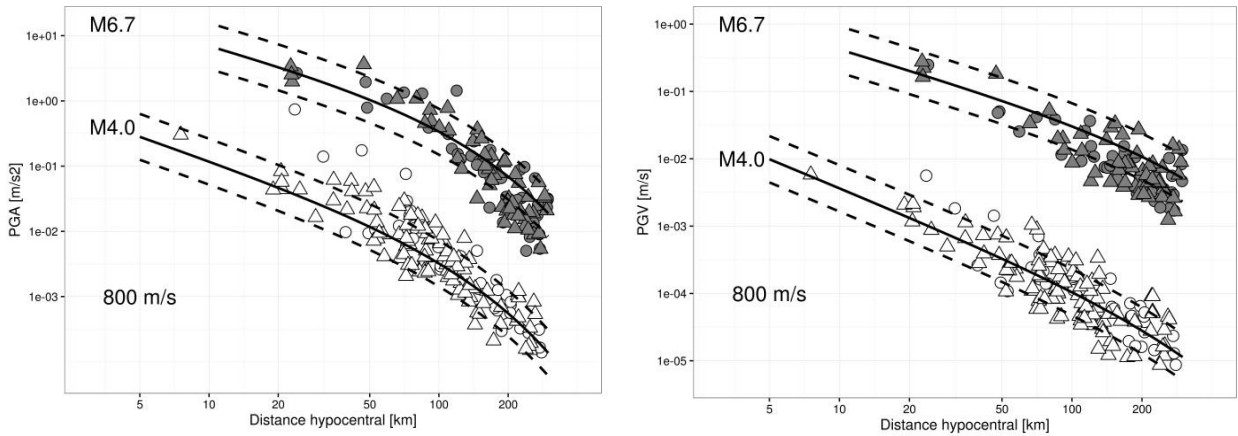 M6.7
1e+01
1e+00
M4.0
1e-01
1e-02
1e-03
PGA [m/s2]
800 m/s
5 10 20 50 100 200
Distance hypocentral [km]
M6.7
1e+00
1e-01
1e-02
M4.0
1e-03
1e-04
1e-05
PGV [m/s]
800 m/s
5 10 20 50 100 200
Distance hypocentral [km]